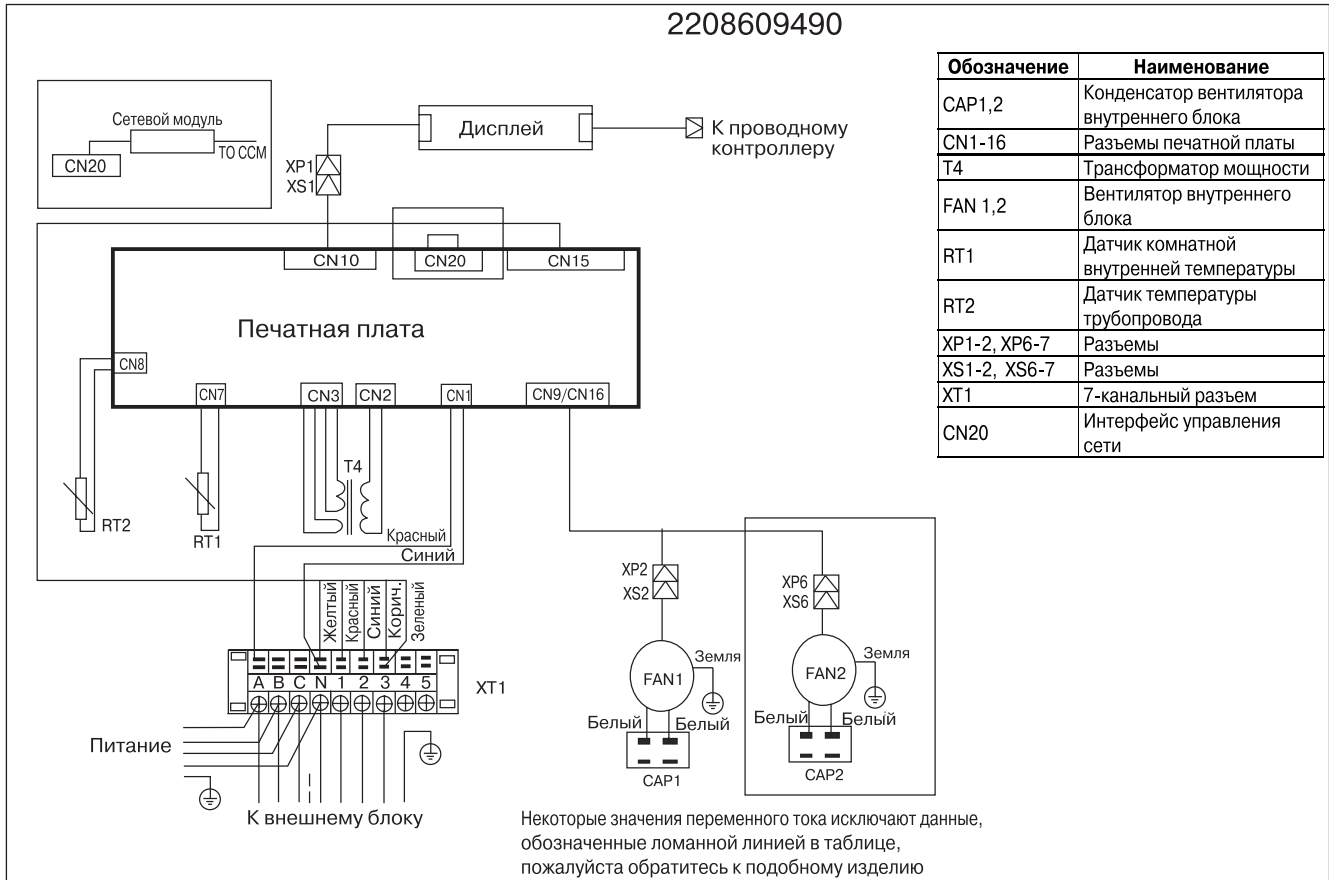 2208609490
Сетевой модуль
TO CCM
CN20
XP1
XS1
Дисплей
К проводному
контроллеру
CN10
CN20
CN15
Печатная плата
CN8
CN7
CN3
CN2
CN1
CN9/CN16
RT2
RT1
T4
Красный
Синий
Желтый
Красный
Синий
Корич.
Зеленый
A B C N 1 2 3 4 5
XT1
Питание
К внешнему блоку
XP2
XS2
FAN1
Земля
Белый
Белый
CAP1
XP6
XS6
FAN2
Земля
Белый
Белый
CAP2
Некоторые значения переменного тока исключают данные,
обозначенные ломанной линией в таблице,
пожалуйста обратитесь к подобному изделию
Обозначение Наименование
CAP1,2 Конденсатор вентилятора
внутреннего блока
CN1-16 Разъемы печатной платы
T4 Трансформатор мощности
FAN 1,2 Вентилятор внутреннего
блока
RT1 Датчик комнатной
внутренней температуры
RT2 Датчик температуры
трубопровода
XP1-2, XP6-7 Разъемы
XS1-2, XS6-7 Разъемы
XT1 7-канальный разъем
CN20 Интерфейс управления
сети